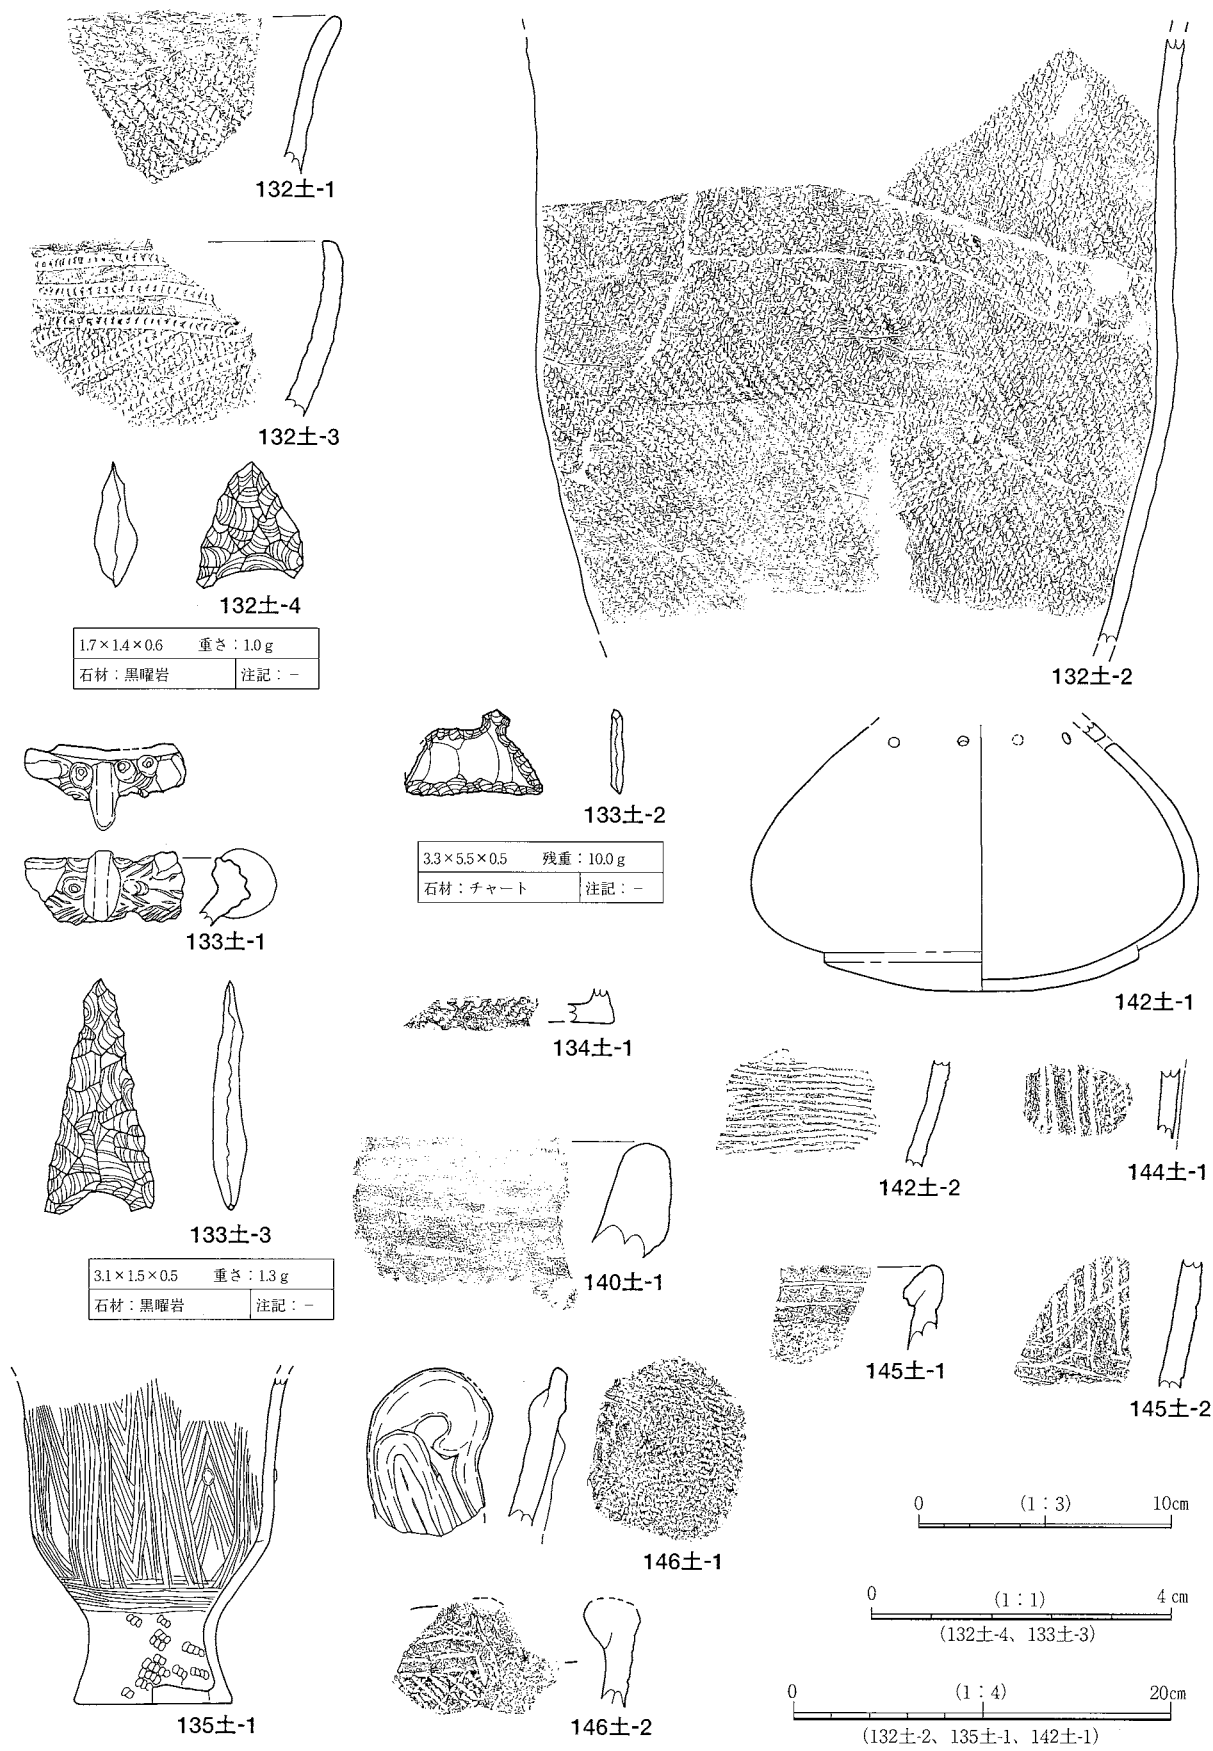 132土-1
132土-3
132土-4
1.7×1.4×0.6 重さ：1.0 g
石材：黒曜岩 注記：−
132土-2
133土-1
133土-2
3.3×5.5×0.5 残重：10.0 g
石材：チャート 注記：−
142土-1
133土-3
3.1×1.5×0.5 重さ：1.3 g
石材：黒曜岩 注記：−
134土-1
142土-2
144土-1
140土-1
145土-1
145土-2
135土-1
146土-1
146土-2
0 (1：3) 10cm
0 (1：1) 4 cm
(132土-4、133土-3)
0 (1：4) 20cm
(132土-2、135土-1、142土-1)